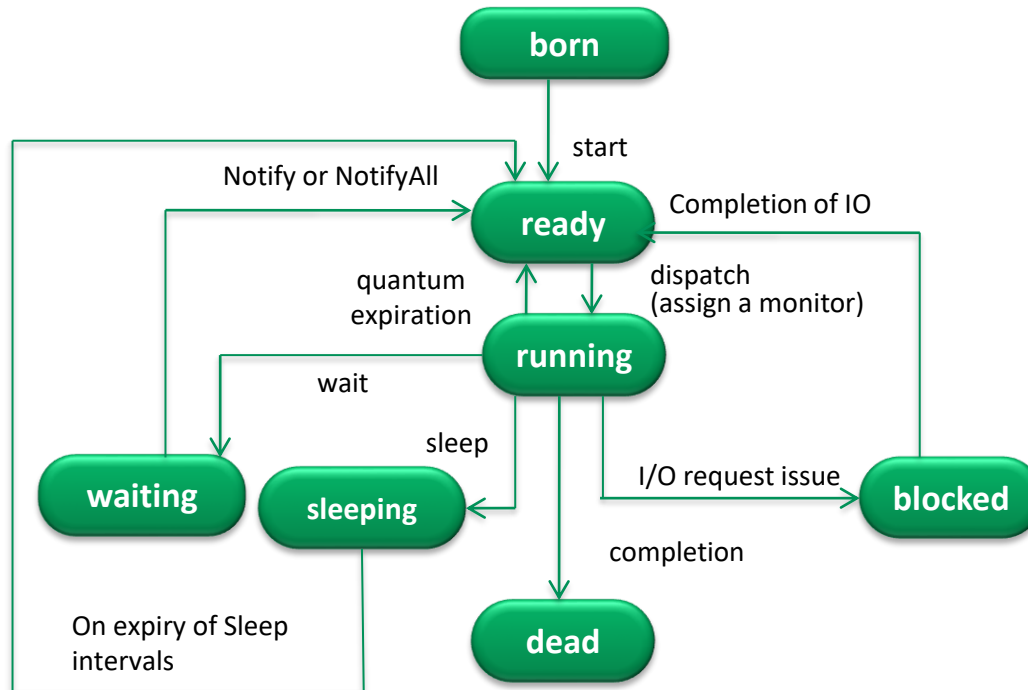 born
start
Notify or NotifyAll
ready
Completion of IO
quantum
expiration
dispatch
(assign a monitor)
running
wait
sleep
waiting
sleeping
I/O request issue
blocked
completion
On expiry of Sleep
intervals
dead